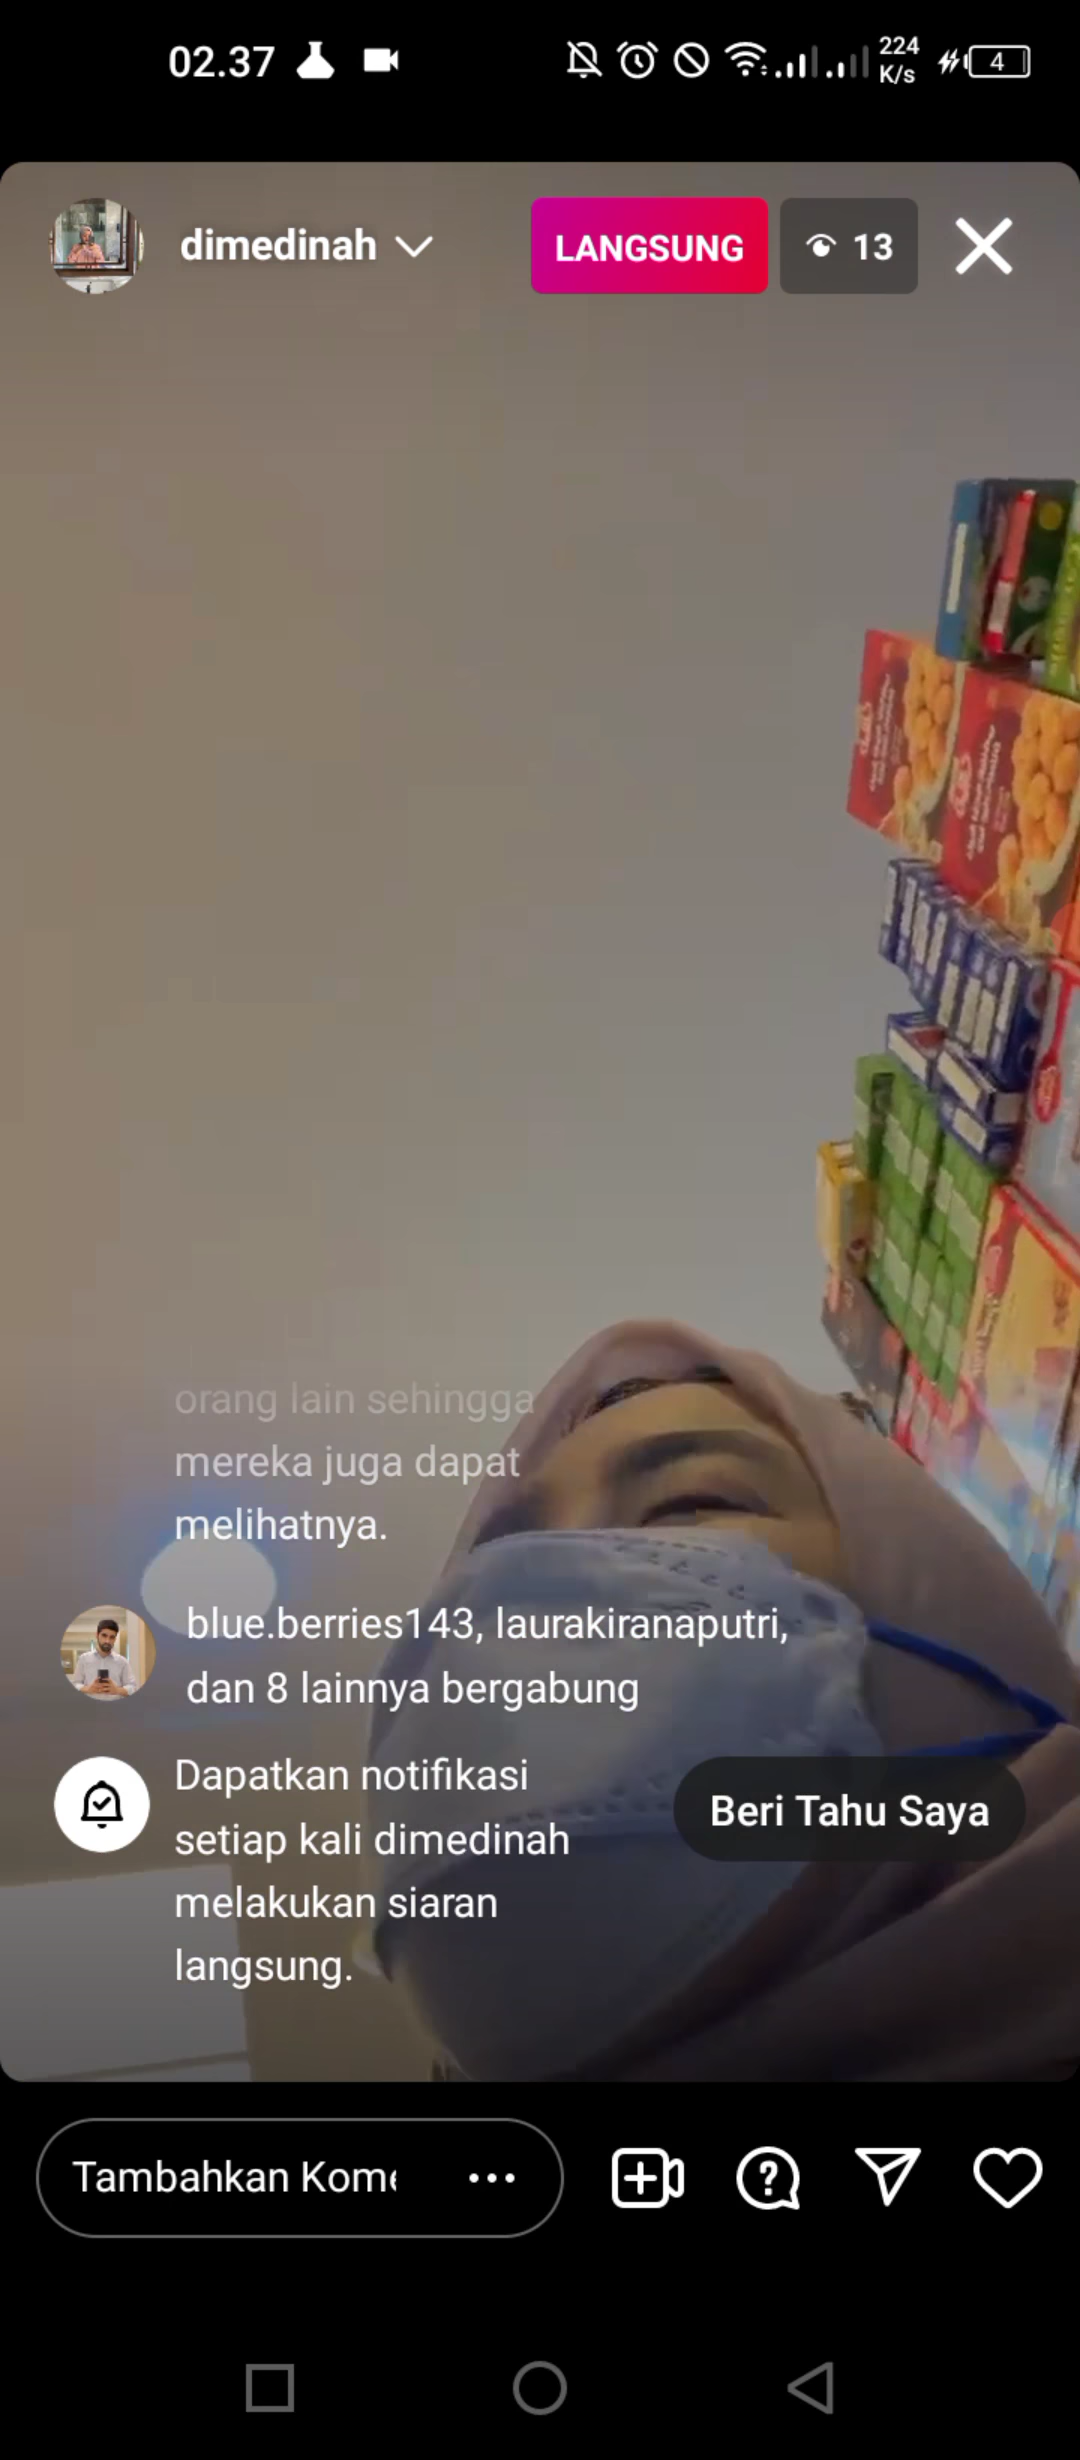 02.37
224
K/s
4
dimedinah
LANGSUNG
13
orang lain sehingga
mereka juga dapat
melihatnya.
blue.berries143, laurakiranaputri,
dan 8 lainnya bergabung
Dapatkan notifikasi
setiap kali dimedinah
melakukan siaran
langsung.
Beri Tahu Saya
Tambahkan Kome